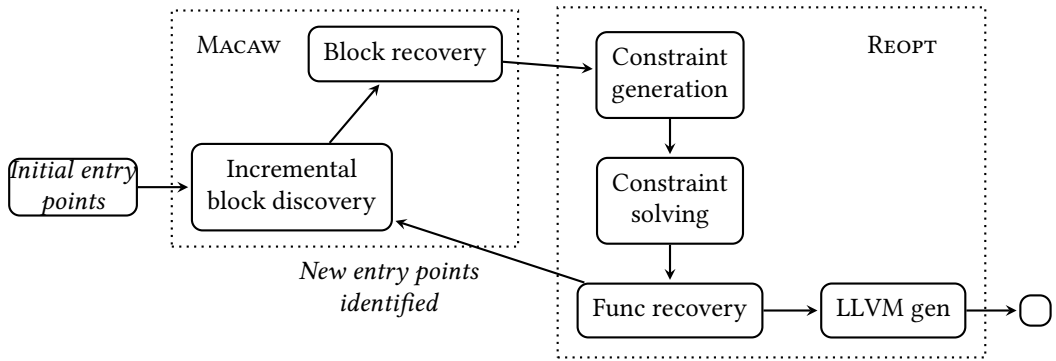 MACAW
Block recovery
Initial entry
points
Incremental
block discovery
New entry points
identified
REOPT
Constraint
generation
Constraint
solving
Func recovery
LLVM gen